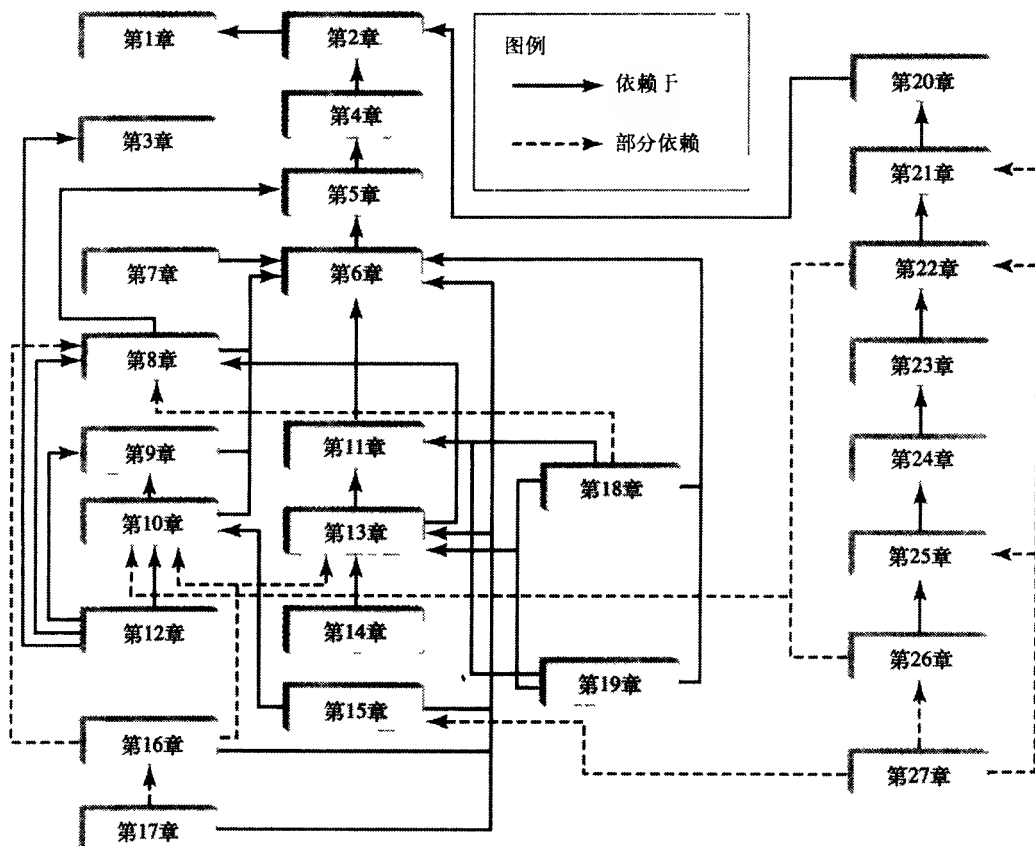 第1章
第2章
图例
依赖于
部分依赖
第3章
第4章
第5章
第6章
第7章
第8章
第9章
第10章
第11章
第12章
第13章
第14章
第15章
第16章
第17章
第18章
第19章
第20章
第21章
第22章
第23章
第24章
第25章
第26章
第27章